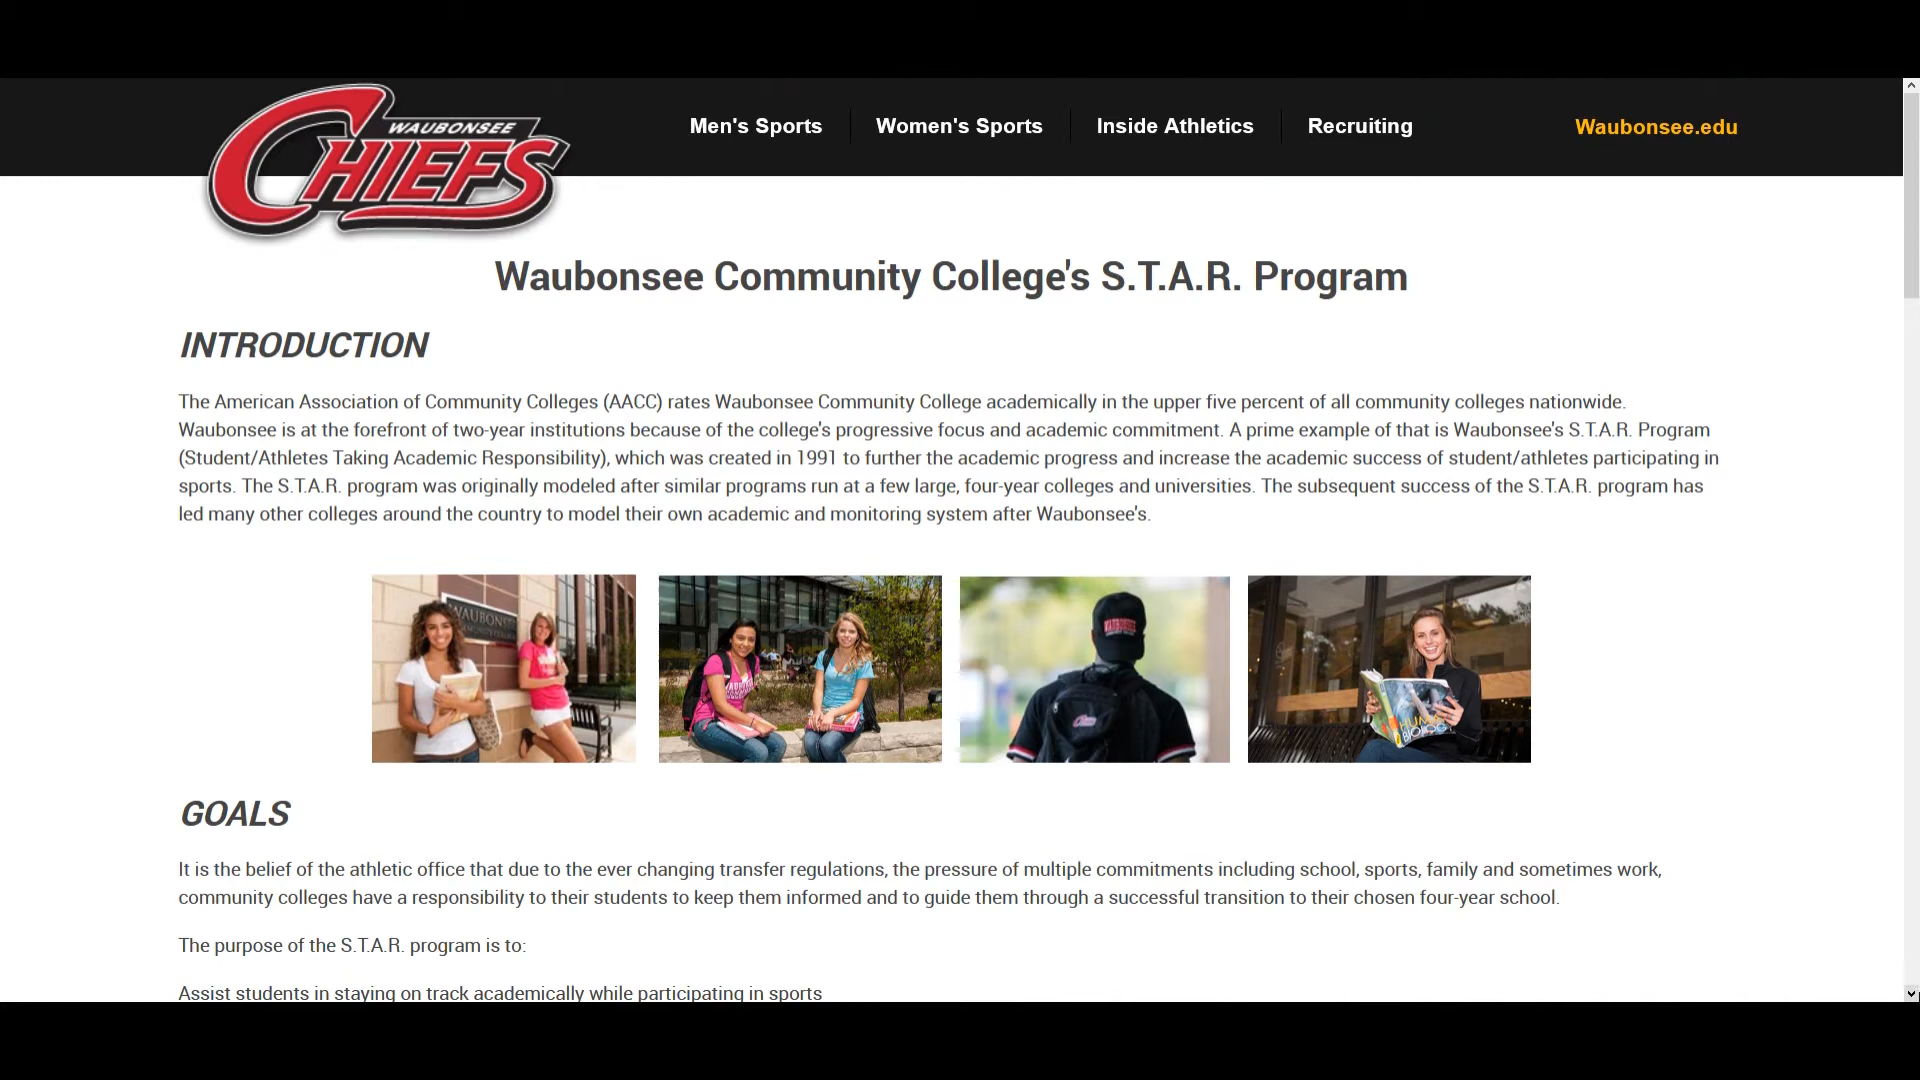 WAUBONSEE
CHIEFS
Men's Sports
Women's Sports
Inside Athletics
Recruiting
Waubonsee.edu
Waubonsee Community College's S.T.A.R. Program
INTRODUCTION
The American Association of Community Colleges (AACC) rates Waubonsee Community College academically in the upper five percent of all community colleges nationwide.
Waubonsee is at the forefront of two-year institutions because of the college's progressive focus and academic commitment. A prime example of that is Waubonsee's S.T.A.R. Program
(Student/Athletes Taking Academic Responsibility), which was created in 1991 to further the academic progress and increase the academic success of student/athletes participating in
sports. The S.T.A.R. program was originally modeled after similar programs run at a few large, four-year colleges and universities. The subsequent success of the S.T.A.R. program has
led many other colleges around the country to model their own academic and monitoring system after Waubonsee's.
HUMAN
BIOLOGY
GOALS
It is the belief of the athletic office that due to the ever changing transfer regulations, the pressure of multiple commitments including school, sports, family and sometimes work,
community colleges have a responsibility to their students to keep them informed and to guide them through a successful transition to their chosen four-year school.
The purpose of the S.T.A.R. program is to:
Assist students in staying on track academically while participating in sports